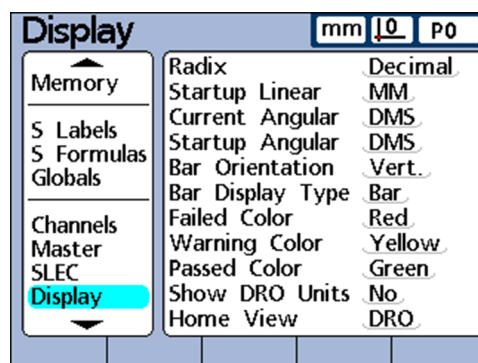 Display
mm 0 P0
Memory
S Labels
S Formulas
Globals
Channels
Master
SLEC
Display
Radix Decimal
Startup Linear MM
Current Angular DMS
Startup Angular DMS
Bar Orientation Vert.
Bar Display Type Bar
Failed Color Red
Warning Color Yellow
Passed Color Green
Show DRO Units No
Home View DRO